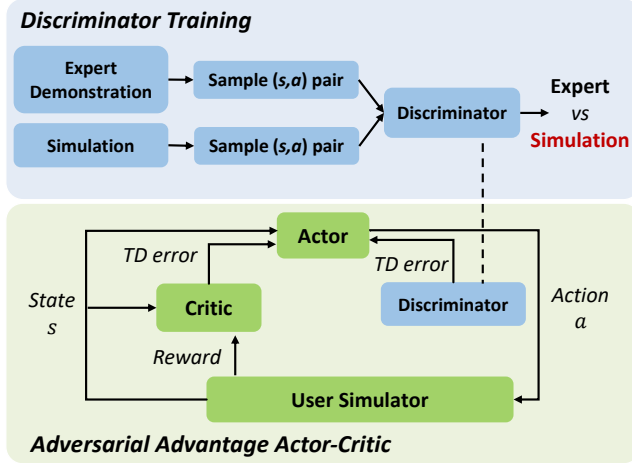 Discriminator Training
Expert
Demonstration
Sample (s,a) pair
Simulation
Sample (s,a) pair
Discriminator
Expert
vs
Simulation
Actor
TD error
TD error
State
s
Critic
Discriminator
Action
a
Reward
User Simulator
Adversarial Advantage Actor-Critic